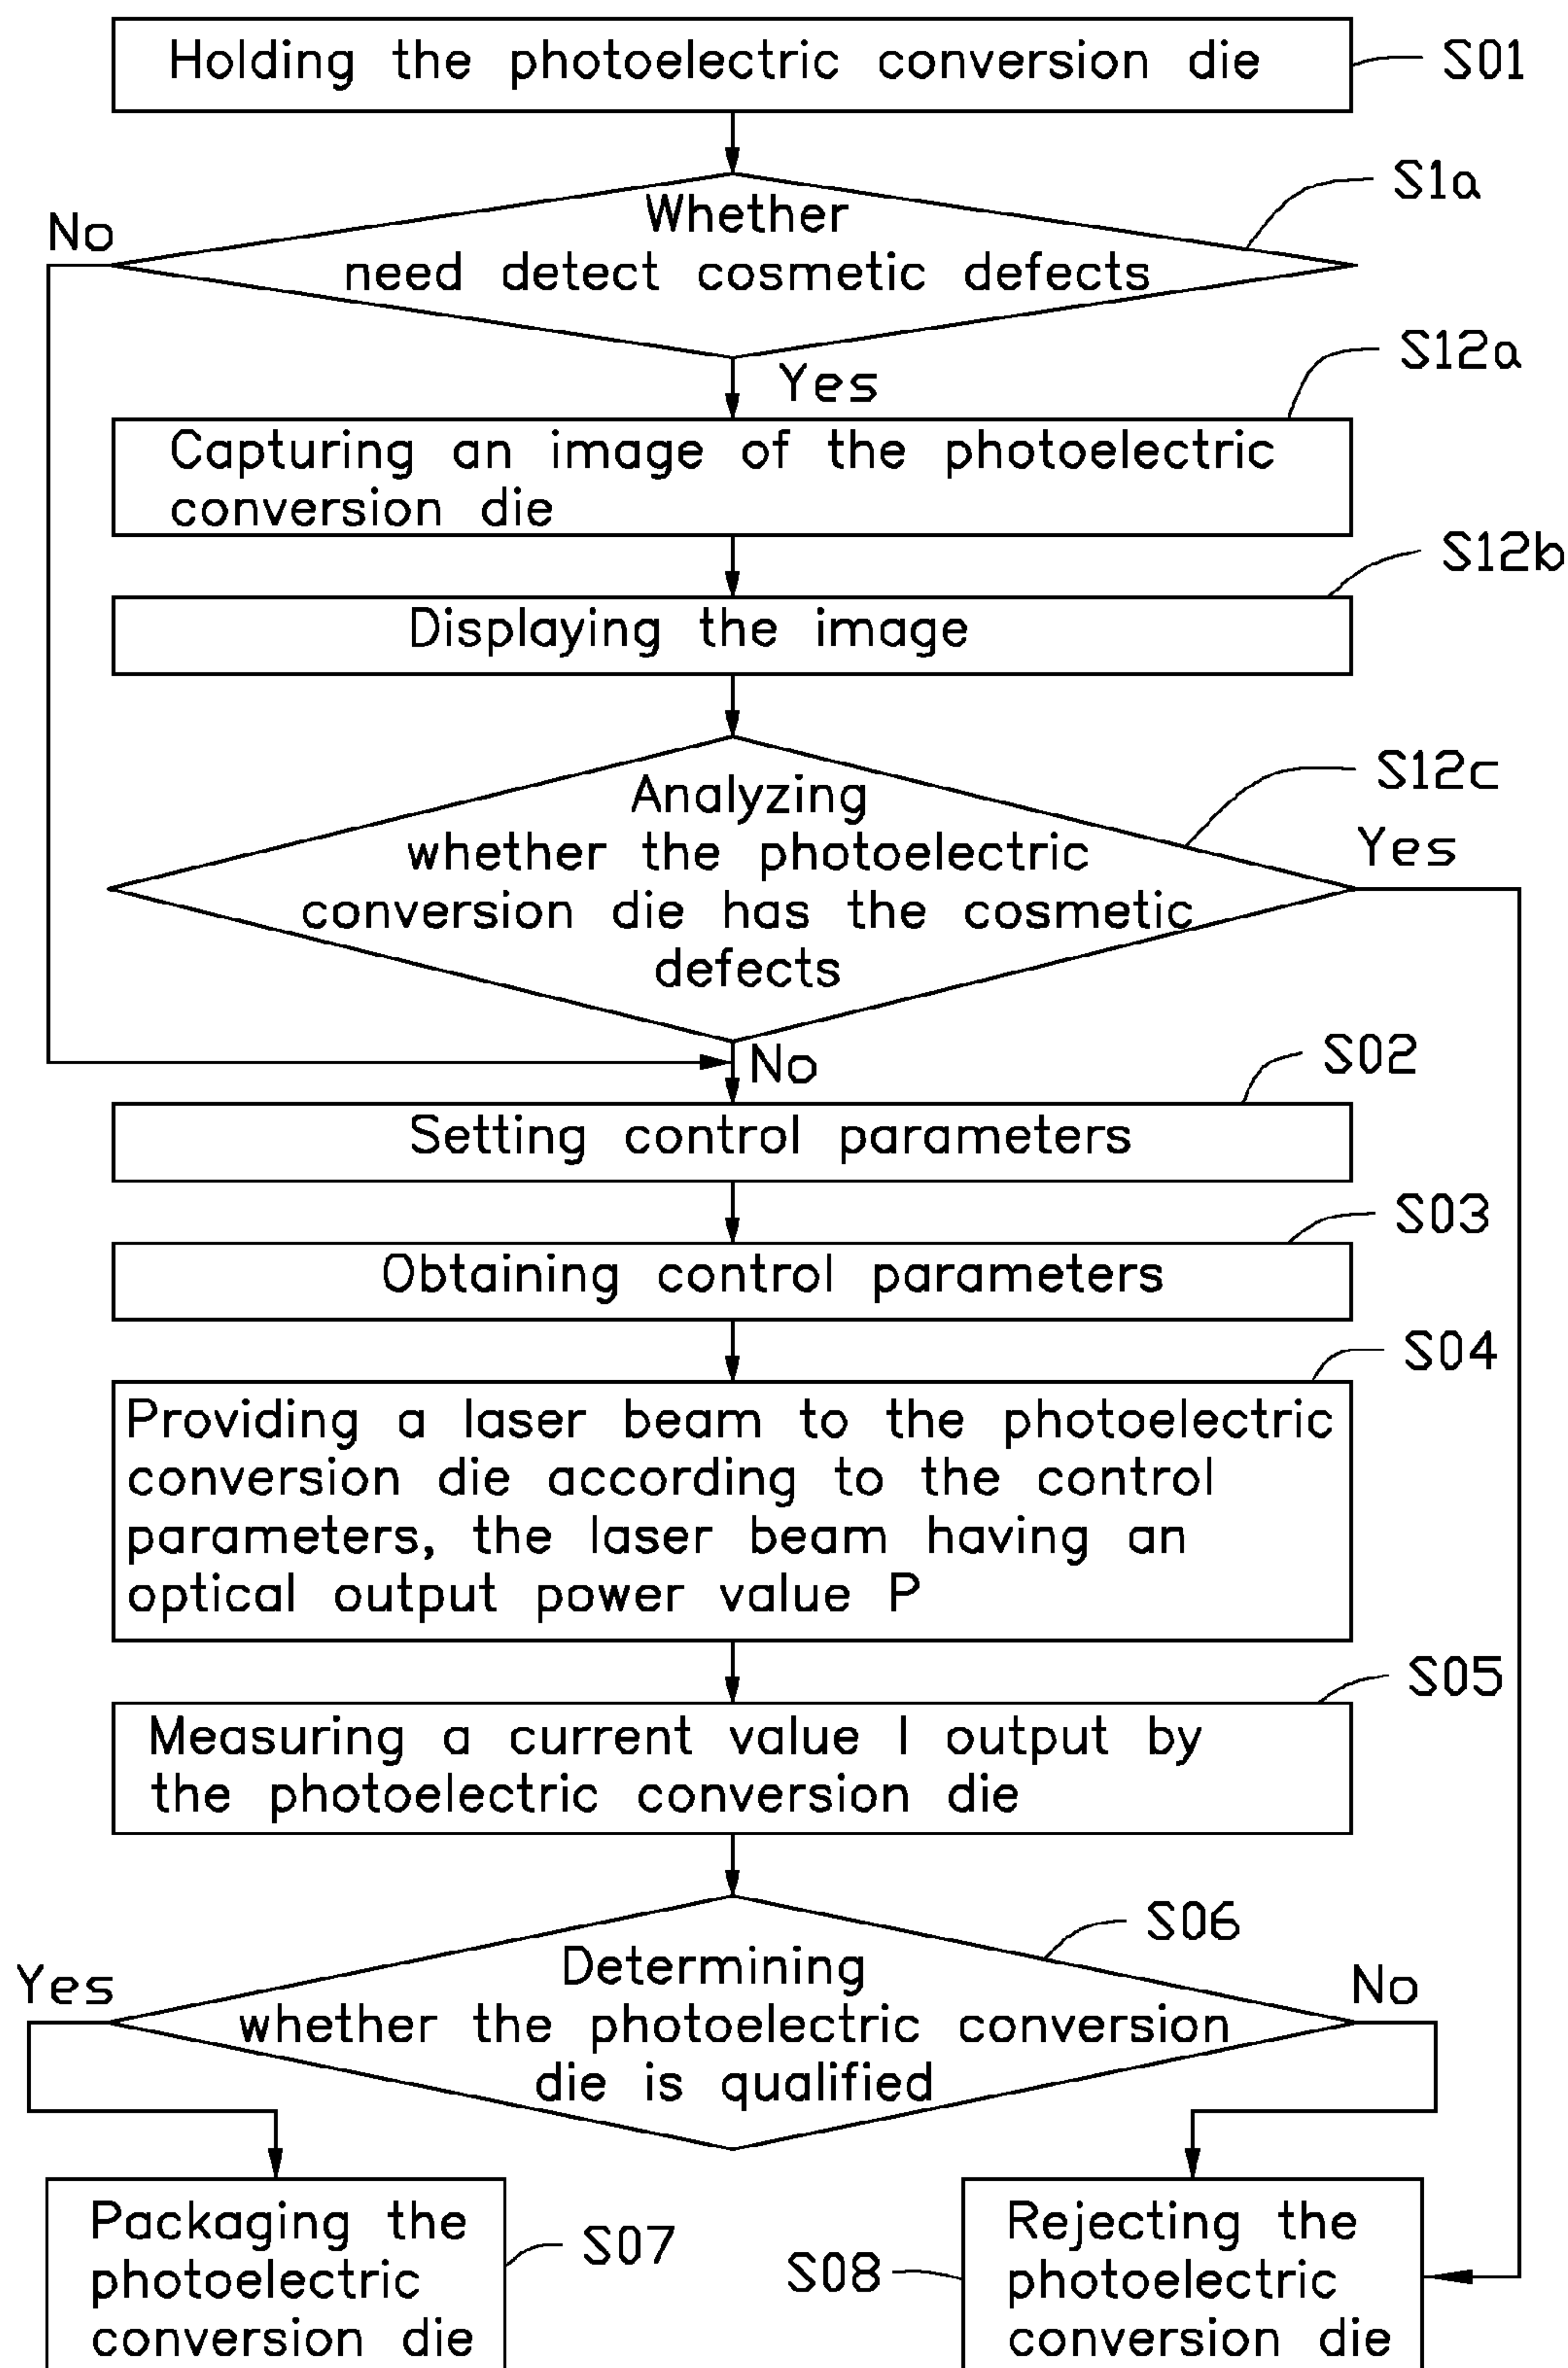 Holding the photoelectric conversion die
S01
S1a
No
Whether
need detect cosmetic defects
S12a
Yes
Capturing an image of the photoelectric
conversion die
S12b
Displaying the image
S12c
Analyzing
whether the photoelectric
conversion die has the cosmetic
defects
Yes
S02
No
Setting control parameters
S03
Obtaining control parameters
S04
Providing a laser beam to the photoelectric
conversion die according to the control
parameters, the laser beam having an
optical output power value P
S05
Measuring a current value I output by
the photoelectric conversion die
S06
Yes
Determining
whether the photoelectric conversion
die is qualified
No
Packaging the
photoelectric
conversion die
S07
S08
Rejecting the
photoelectric
conversion die